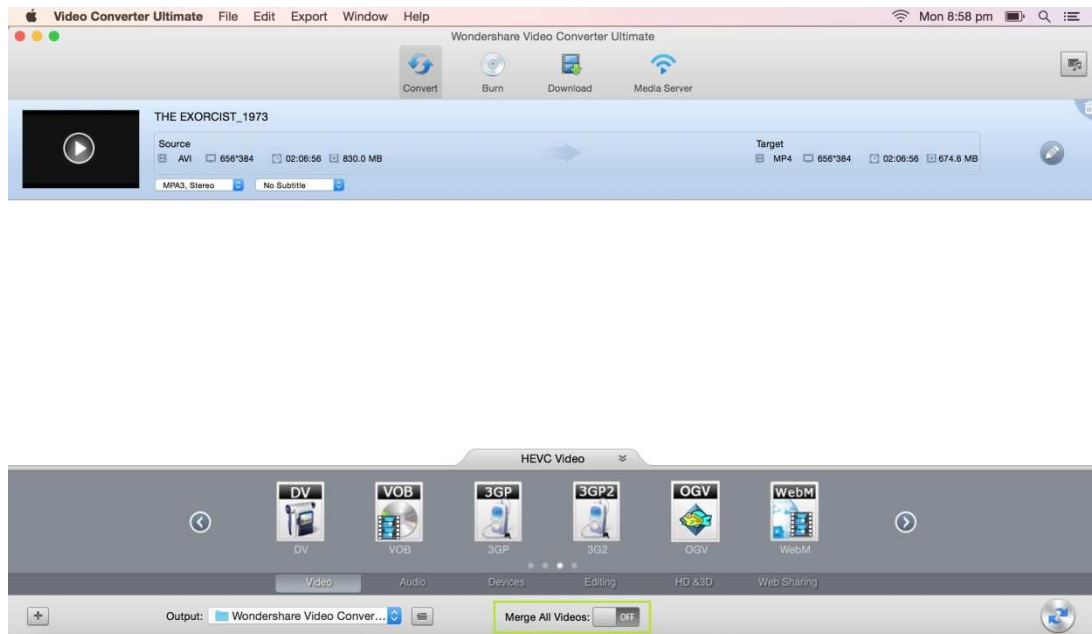 Video Converter Ultimate File Edit Export Window Help Mon 8:58 pm
Wondershare Video Converter Ultimate
Convert Burn Download Media Server
THE EXORCIST_1973
Source Target
AVI 656*384 02:06:56 830.0 MB MP4 656*384 02:06:56 674.6 MB
MPA3, Stereo No Subtitle
HEVC Video
DV VOB 3GP 3GP2 OGV WebM
DV VOB 3GP 3G2 OGV WebM
Video Audio Devices Editing HD &3D Web Sharing
Output: Wondershare Video Conver... Merge All Videos: OFF